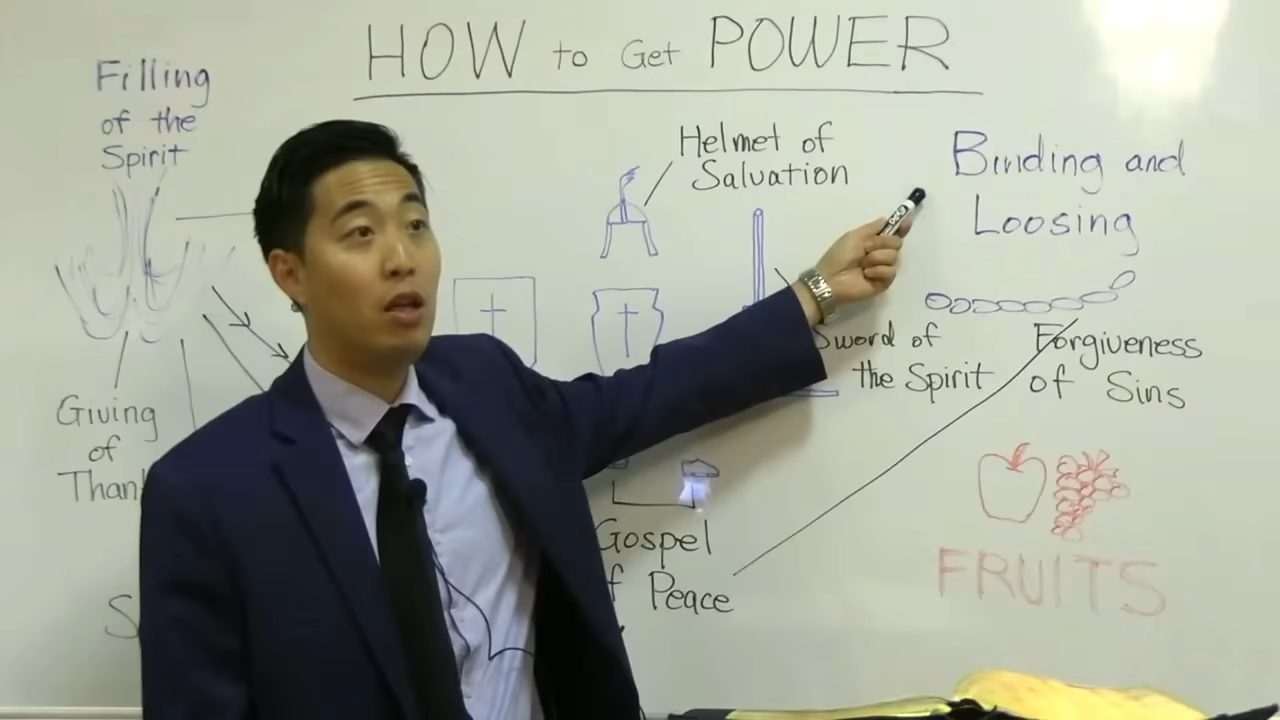 HOW to Get POWER
Filling
of the
Spirit
Helmet of
Salvation
Binding and
Loosing
Sword of
the Spirit
Forgiveness
of Sins
Giving
of
Gospel
Peace
FRUITS